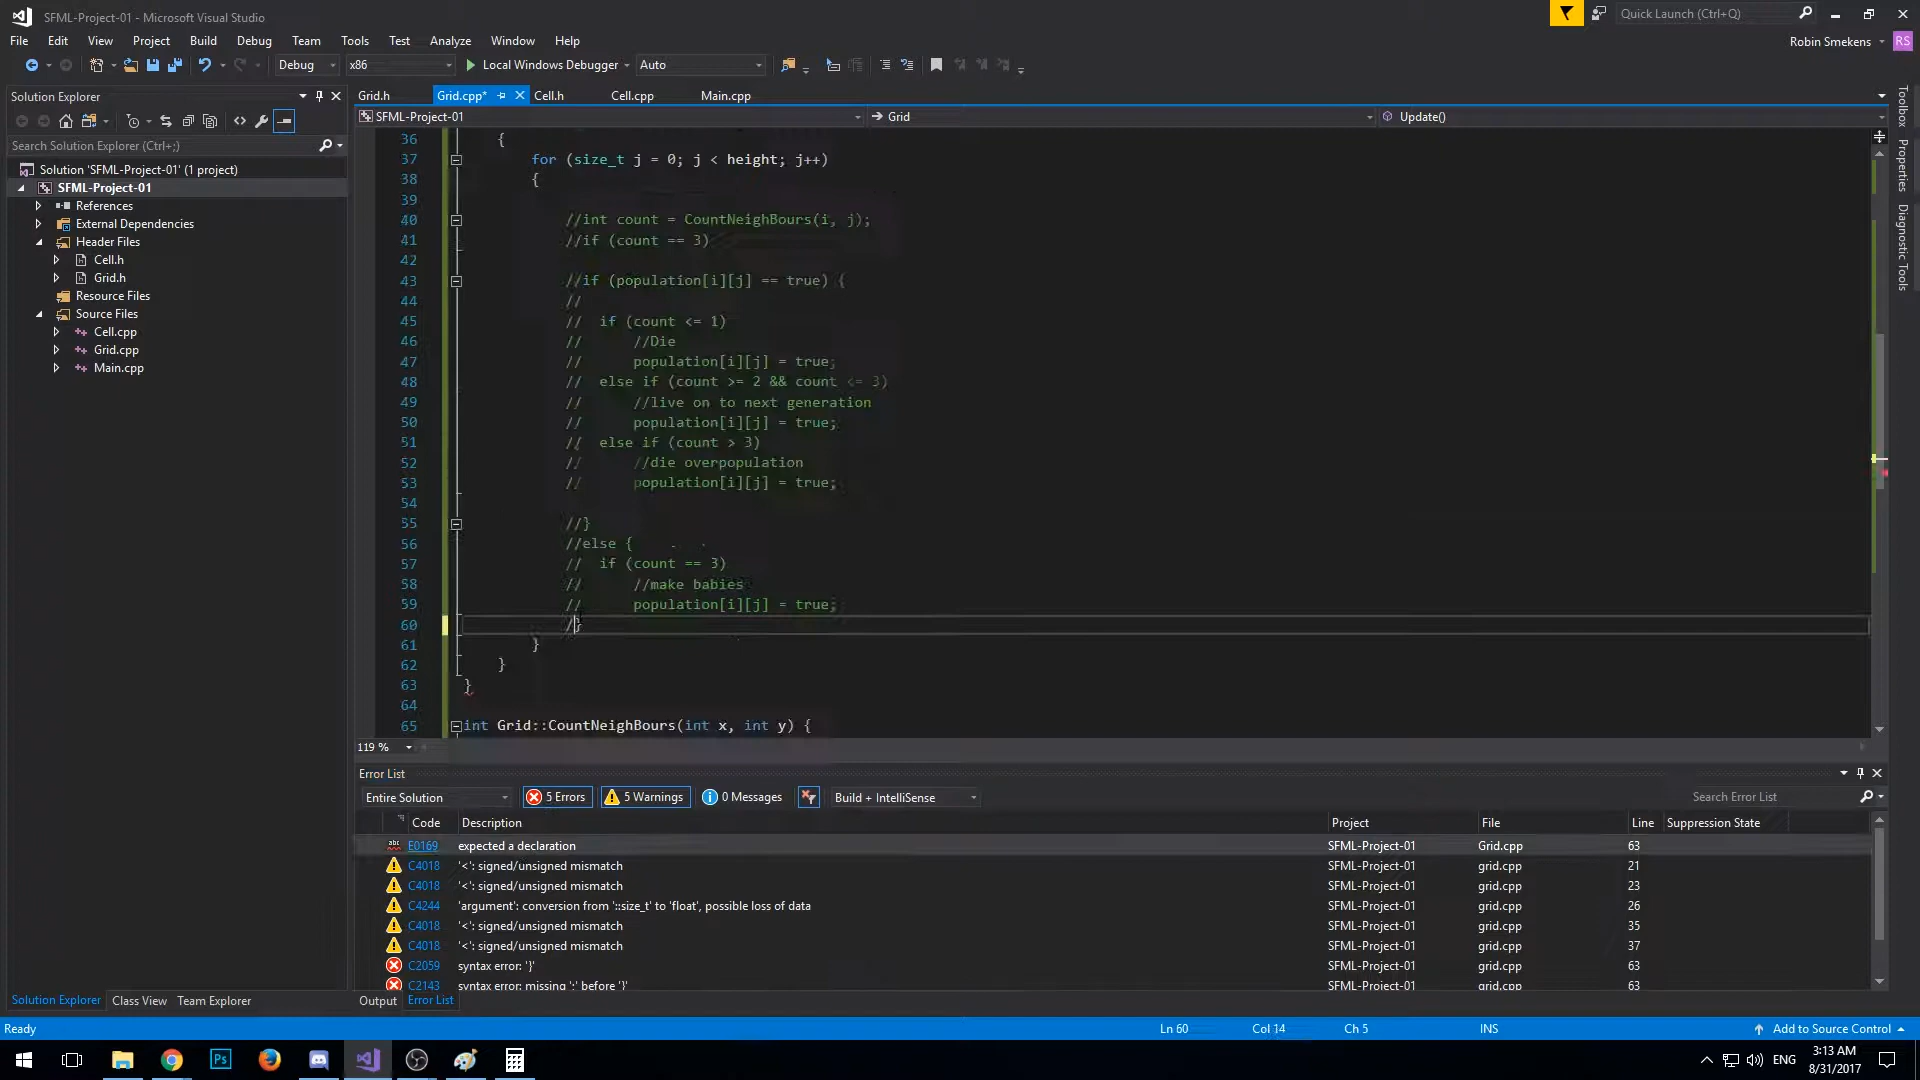 SFML-Project-01 - Microsoft Visual Studio
Quick Launch (Ctrl+Q)
File Edit View Project Build Debug Team Tools Test Analyze Window Help
Robin Smekens RS
Debug x86 Local Windows Debugger Auto
Solution Explorer
Grid.h Grid.cpp* Cell.h Cell.cpp Main.cpp
SFML-Project-01 Grid Update()
Search Solution Explorer (Ctrl+;)
Solution 'SFML-Project-01' (1 project)
SFML-Project-01
References
External Dependencies
Header Files
Cell.h
Grid.h
Resource Files
Source Files
Cell.cpp
Grid.cpp
Main.cpp
36 {
37 for (size_t j = 0; j < height; j++)
38 {
39
40 //int count = CountNeighBours(i, j);
41 //if (count == 3)
42
43 //if (population[i][j] == true) {
44 //
45 // if (count <= 1)
46 // //Die
47 // population[i][j] = true;
48 // else if (count >= 2 && count <= 3)
49 // //live on to next generation
50 // population[i][j] = true;
51 // else if (count > 3)
52 // //die overpopulation
53 // population[i][j] = true;
54
55 //}
56 //else {
57 // if (count == 3)
58 // //make babies
59 // population[i][j] = true;
60 //}
61 }
62 }
63 }
64
65 int Grid::CountNeighBours(int x, int y) {
119 %
Toolbox
Properties
Diagnostic Tools
Error List
Entire Solution 5 Errors 5 Warnings 0 Messages Build + IntelliSense Search Error List
Code Description Project File Line Suppression State
abc E0169 expected a declaration SFML-Project-01 Grid.cpp 63
C4018 '<': signed/unsigned mismatch SFML-Project-01 grid.cpp 21
C4018 '<': signed/unsigned mismatch SFML-Project-01 grid.cpp 23
C4244 'argument': conversion from '::size_t' to 'float', possible loss of data SFML-Project-01 grid.cpp 26
C4018 '<': signed/unsigned mismatch SFML-Project-01 grid.cpp 35
C4018 '<': signed/unsigned mismatch SFML-Project-01 grid.cpp 37
C2059 syntax error: '}' SFML-Project-01 grid.cpp 63
C2143 syntax error: missing ';' before '}' SFML-Project-01 grid.cpp 63
Solution Explorer Class View Team Explorer Output Error List
Ready Ln 60 Col 14 Ch 5 INS Add to Source Control
Ps
ENG
3:13 AM
8/31/2017